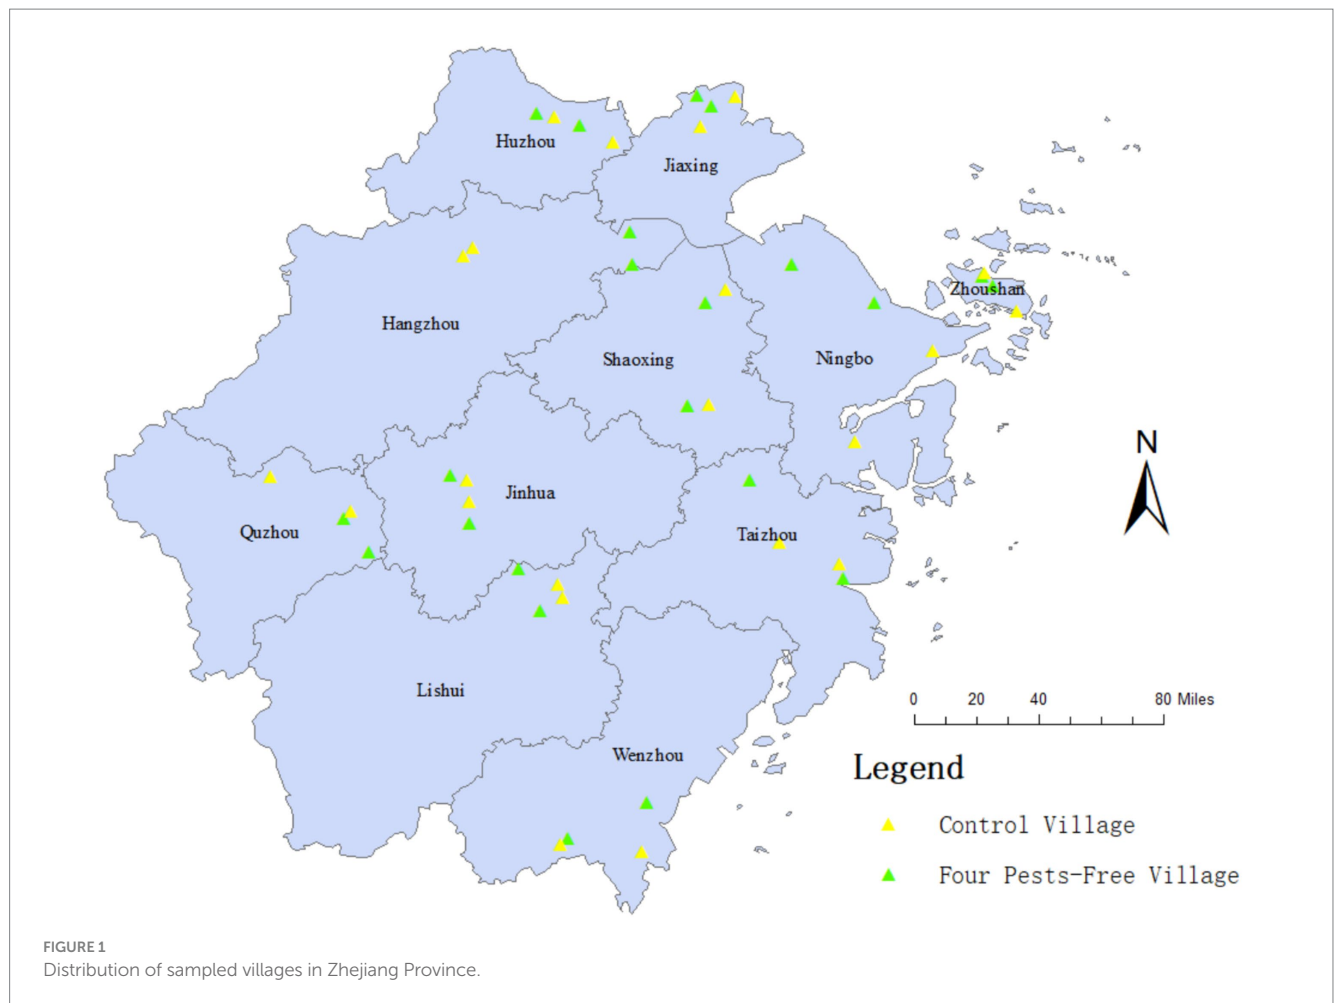 Huzhou
Jiaxing
Zhoushan
Hangzhou
Shaoxing
Ningbo
N
Jinhua
Quzhou
Taizhou
Lishui
0 20 40 80 Miles
Wenzhou
Legend
Control Village
Four Pests-Free Village
FIGURE 1
Distribution of sampled villages in Zhejiang Province.